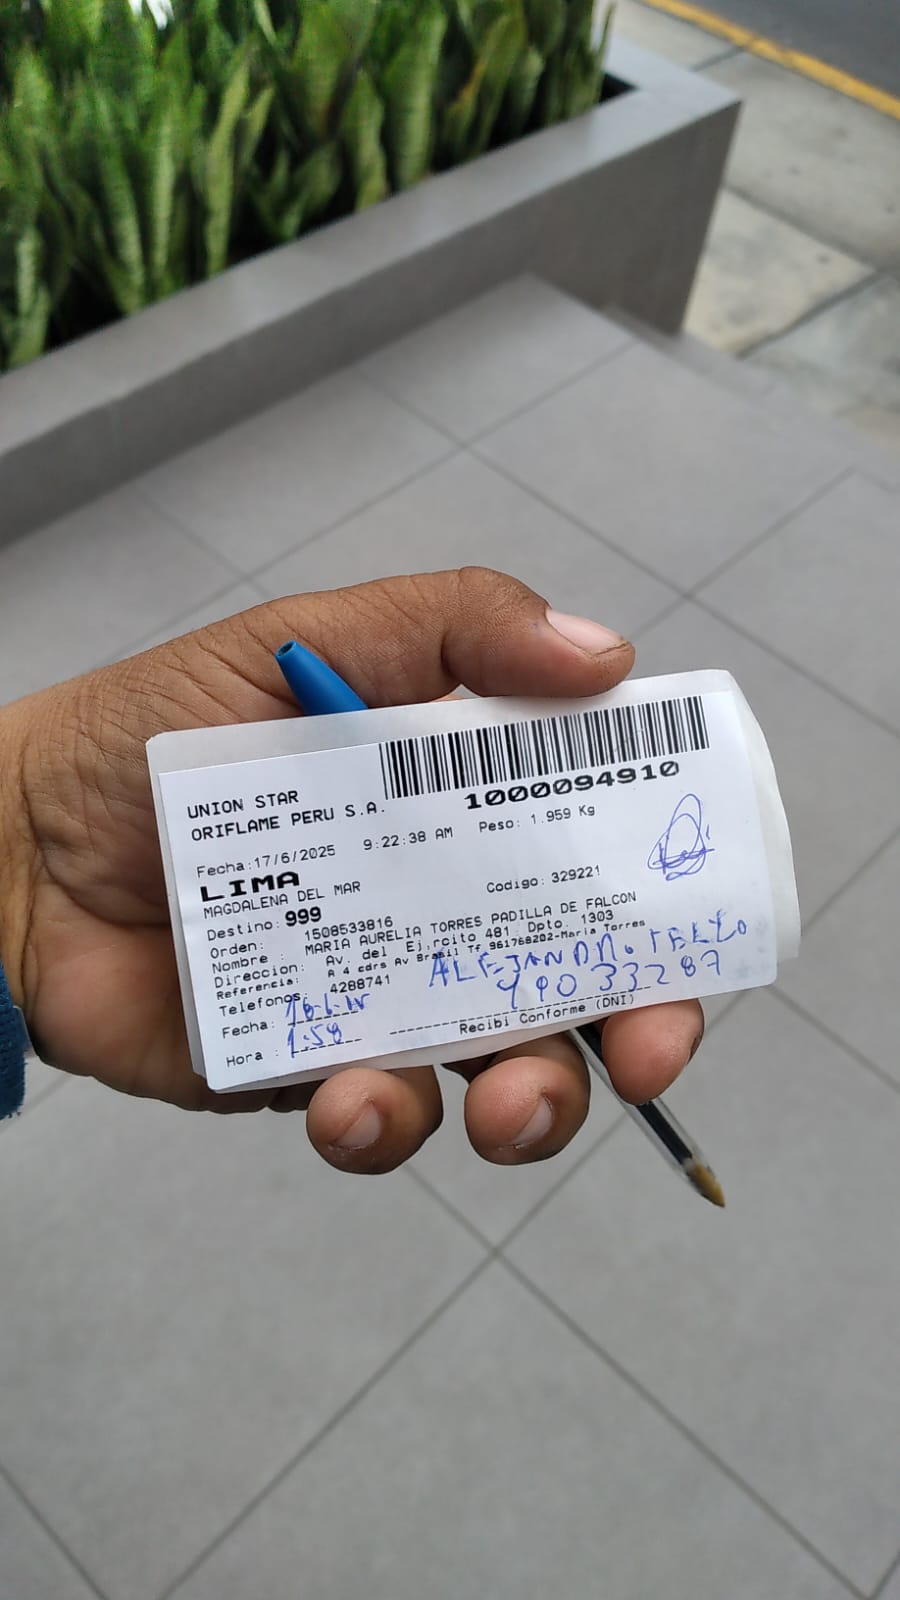 UNION STAR
ORIFLAME PERU S.A.
1000094910
Fecha:17/6/2025 9:22:38 AM Peso: 1.959 Kg
LIMA
MAGDALENA DEL MAR
Destino: 999 Codigo: 329221
Orden: 1508533816
Nombre : MARIA AURELIA TORRES PADILLA DE FALCON
Direccion: Av. del Ej,rcito 481 Dpto. 1303
Referencia: A 4 cdrs Av Brasil Tf 961768202-Maria Torres
Telefonos: 4288741
ALEJANDRO TELLO
Fecha:
Hora : 1:58
Recibi Conforme (DNI)